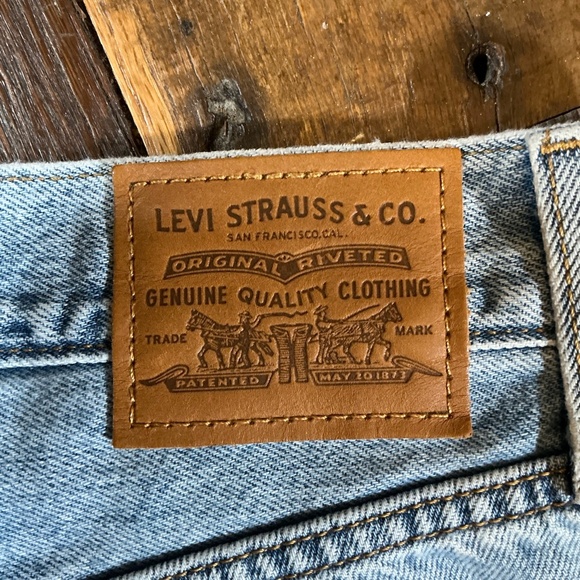 LEVI STRAUSS & CO.
SAN FRANCISCO, CAL.
ORIGINAL RIVETED
GENUINE QUALITY CLOTHING
TRADE MARK
PATENTED MAY 20 1873